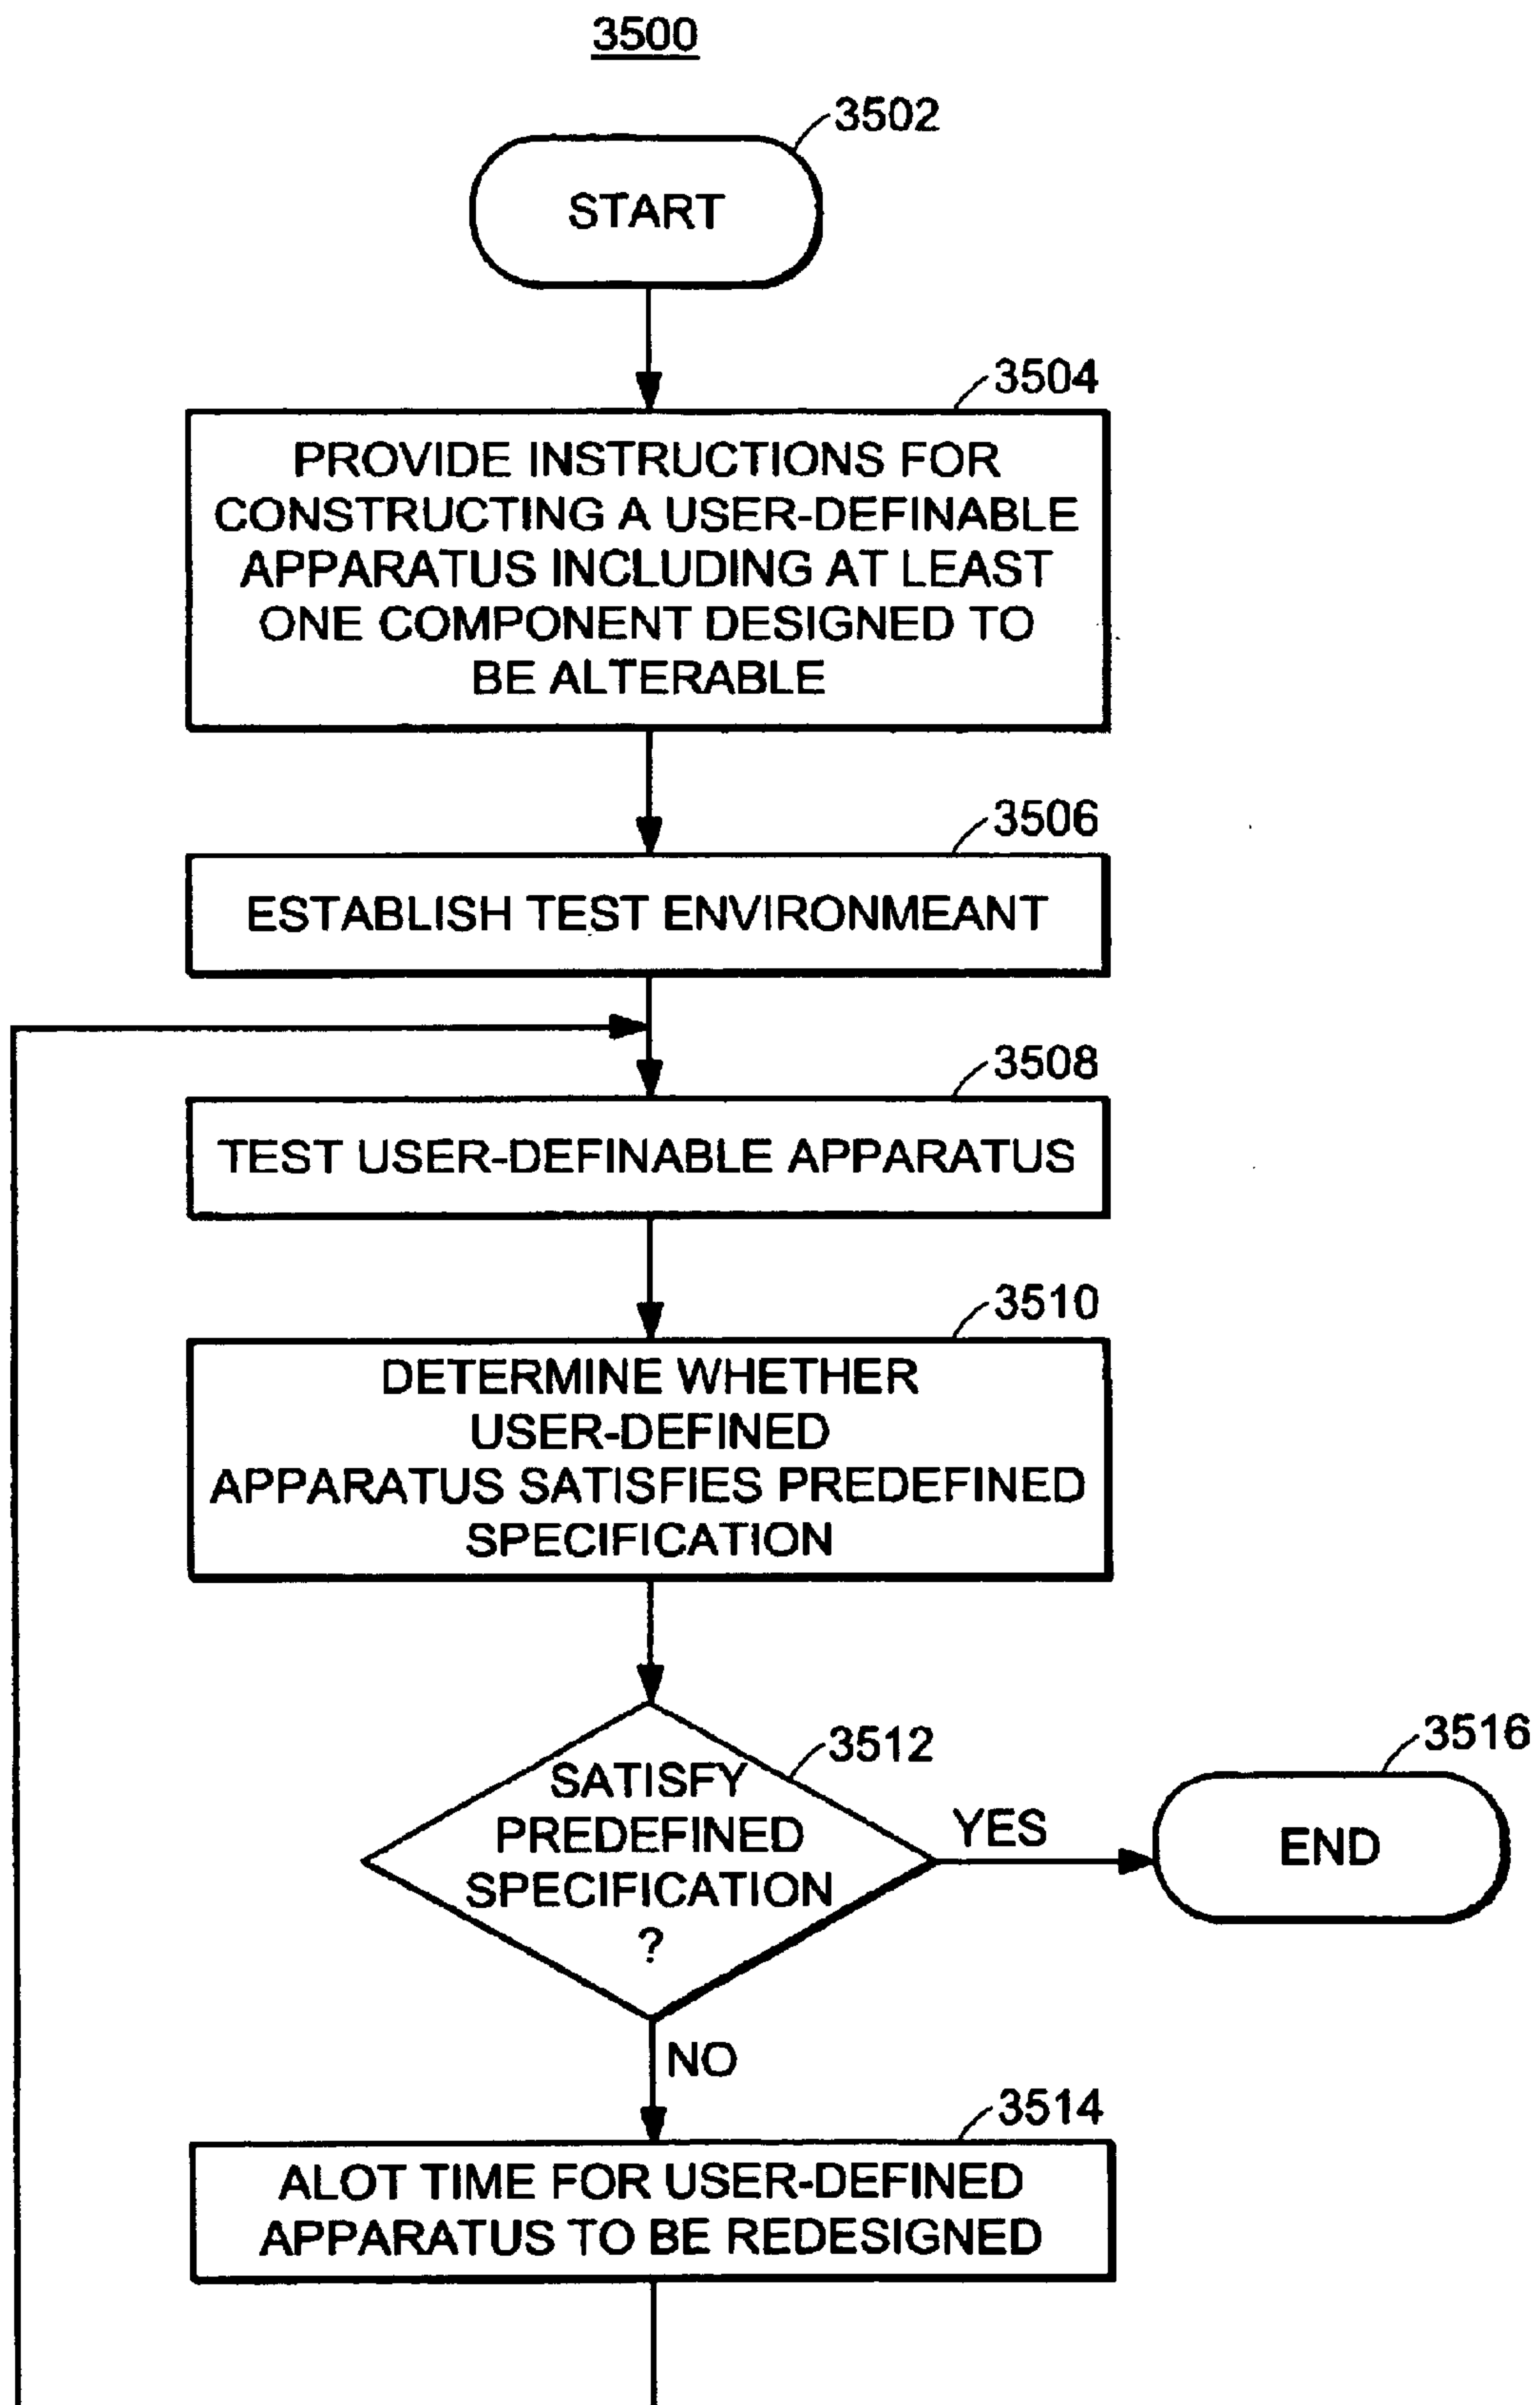 3500
3502
START
3504
PROVIDE INSTRUCTIONS FOR
CONSTRUCTING A USER-DEFINABLE
APPARATUS INCLUDING AT LEAST
ONE COMPONENT DESIGNED TO
BE ALTERABLE
3506
ESTABLISH TEST ENVIRONMEANT
3508
TEST USER-DEFINABLE APPARATUS
3510
DETERMINE WHETHER
USER-DEFINED
APPARATUS SATISFIES PREDEFINED
SPECIFICATION
3512
SATISFY
PREDEFINED
SPECIFICATION
?
YES
3516
END
NO
3514
ALOT TIME FOR USER-DEFINED
APPARATUS TO BE REDESIGNED